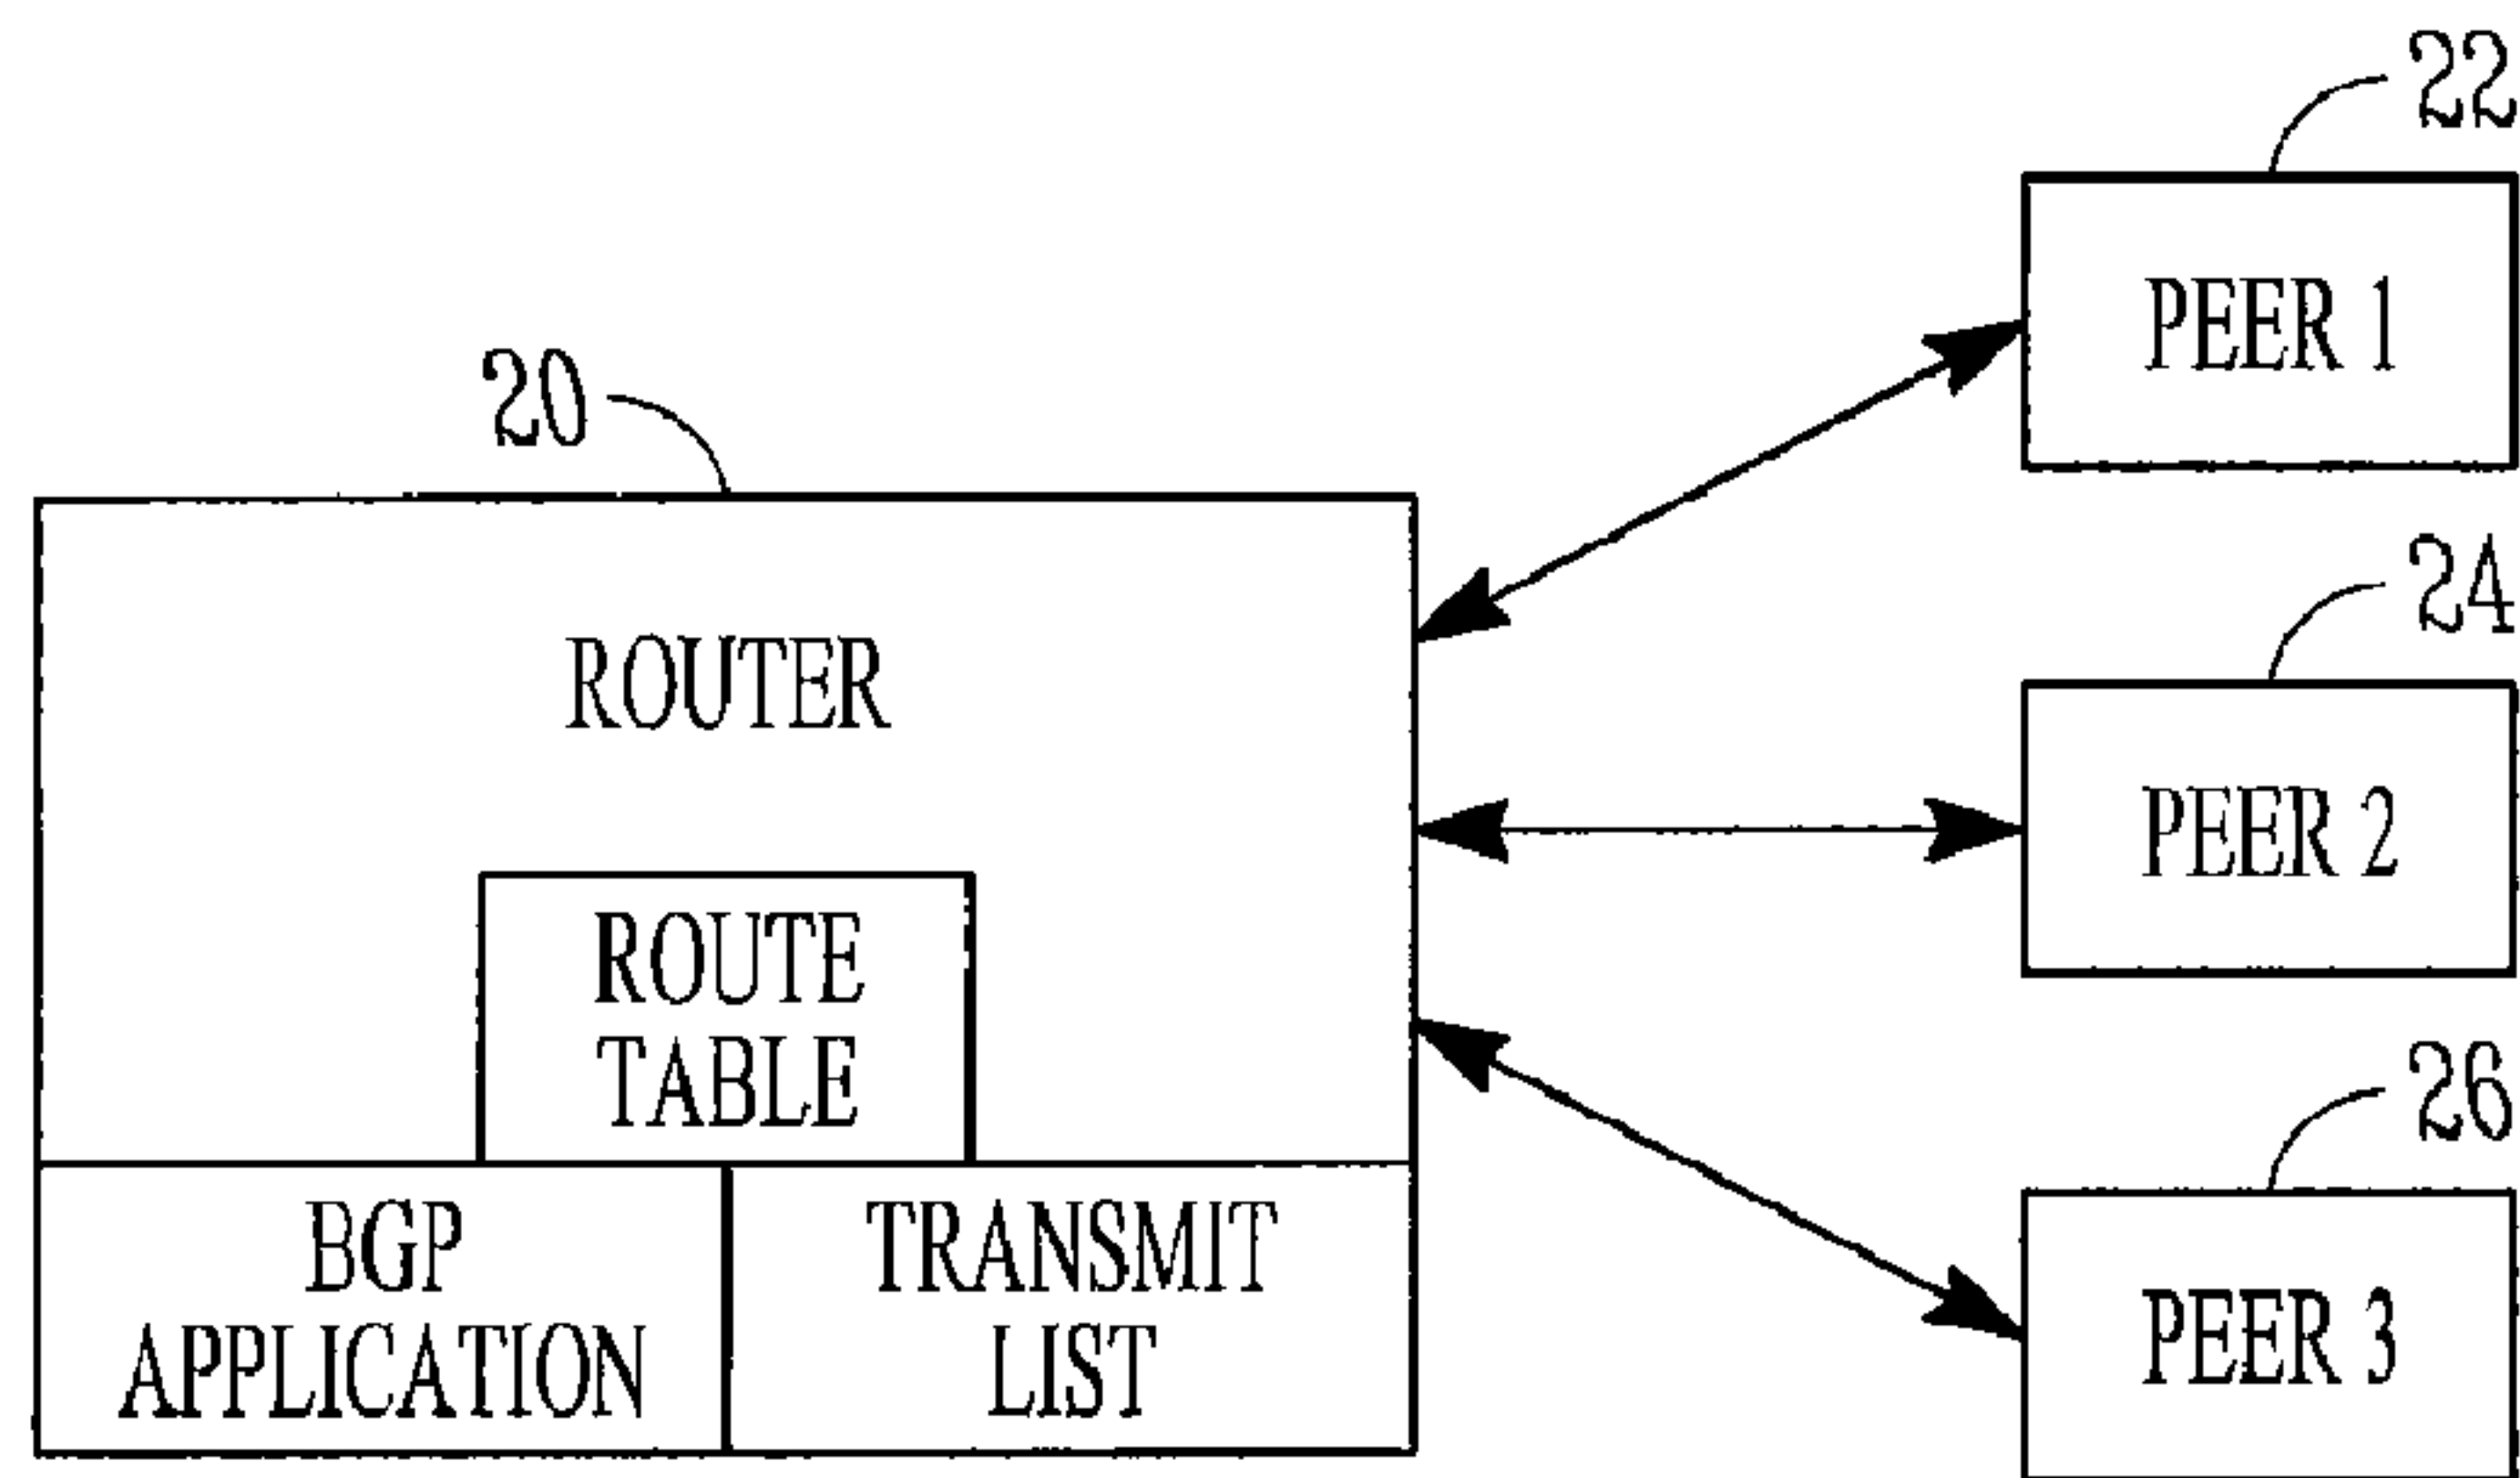 22
PEER 1
20
24
ROUTER
PEER 2
ROUTE
TABLE
26
BGP
APPLICATION
TRANSMIT
LIST
PEER 3